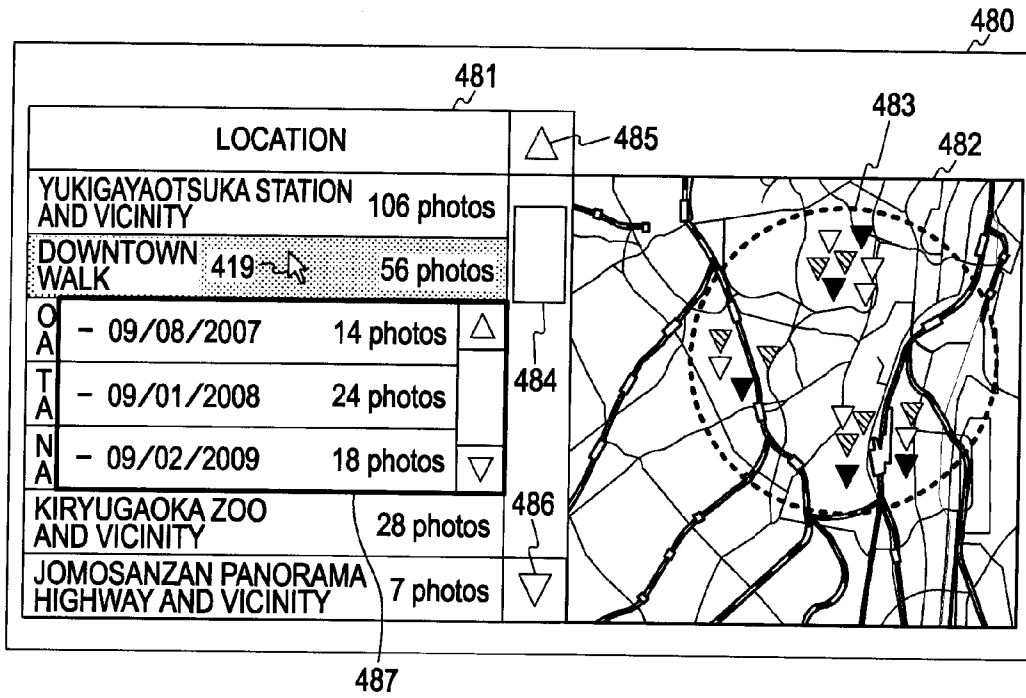 480
481
LOCATION
485
483
482
YUKIGAYAOTSUKA STATION
AND VICINITY
106 photos
DOWNTOWN
WALK
419
56 photos
O
A
- 09/08/2007 14 photos
T
A
- 09/01/2008 24 photos
N
A
- 09/02/2009 18 photos
484
KIRYUGAOKA ZOO
AND VICINITY
28 photos
486
JOMOSANZAN PANORAMA
HIGHWAY AND VICINITY
7 photos
487